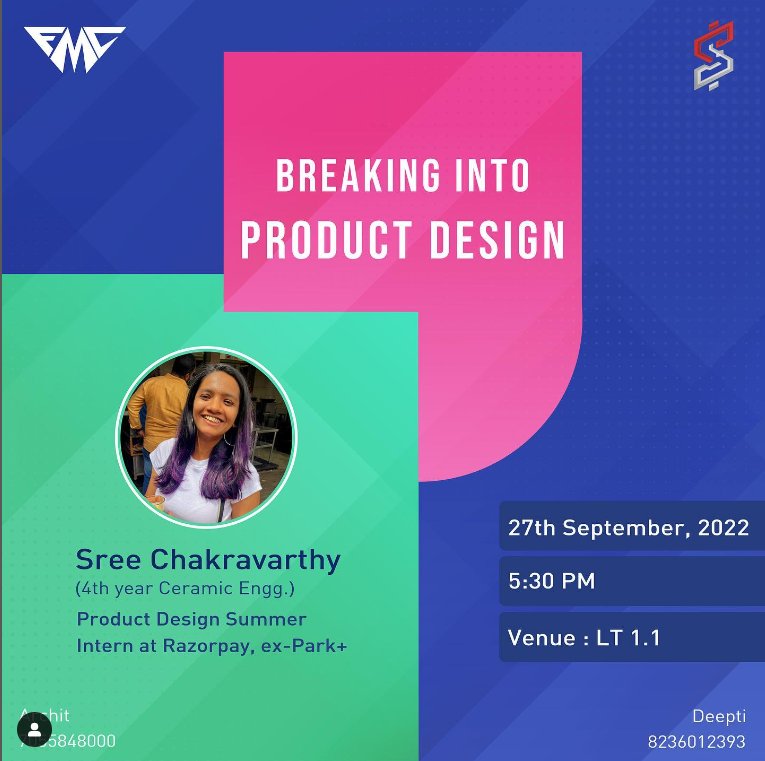 FMC
BREAKING INTO
PRODUCT DESIGN
Sree Chakravarthy
(4th year Ceramic Engg.)
Product Design Summer
Intern at Razorpay, ex-Park+
27th September, 2022
5:30 PM
Venue : LT 1.1
Deepti
8236012393